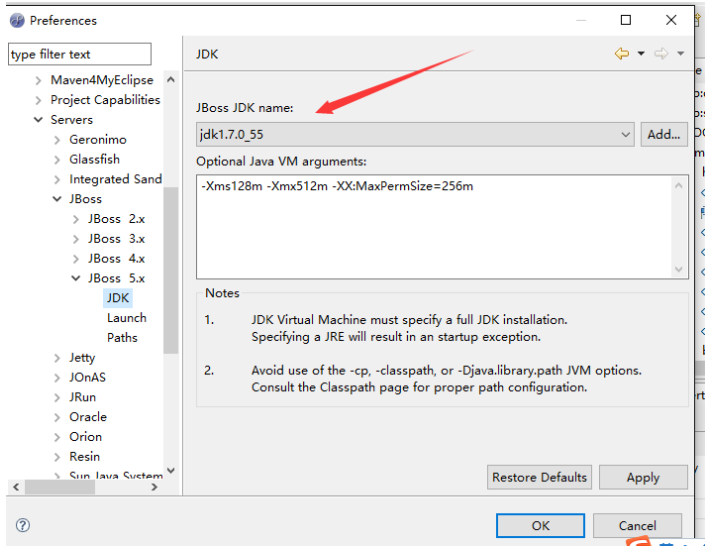 Preferences
type filter text
Maven4MyEclipse
Project Capabilities
Servers
Geronimo
Glassfish
Integrated Sand
JBoss
JBoss 2.x
JBoss 3.x
JBoss 4.x
JBoss 5.x
JDK
Launch
Paths
Jetty
JOnAS
JRun
Oracle
Orion
Resin
Sun Java System
JDK
JBoss JDK name:
jdk1.7.0_55
Add...
Optional Java VM arguments:
-Xms128m -Xmx512m -XX:MaxPermSize=256m
Notes
1. JDK Virtual Machine must specify a full JDK installation.
Specifying a JRE will result in an startup exception.
2. Avoid use of the -cp, -classpath, or -Djava.library.path JVM options.
Consult the Classpath page for proper path configuration.
Restore Defaults Apply
OK Cancel